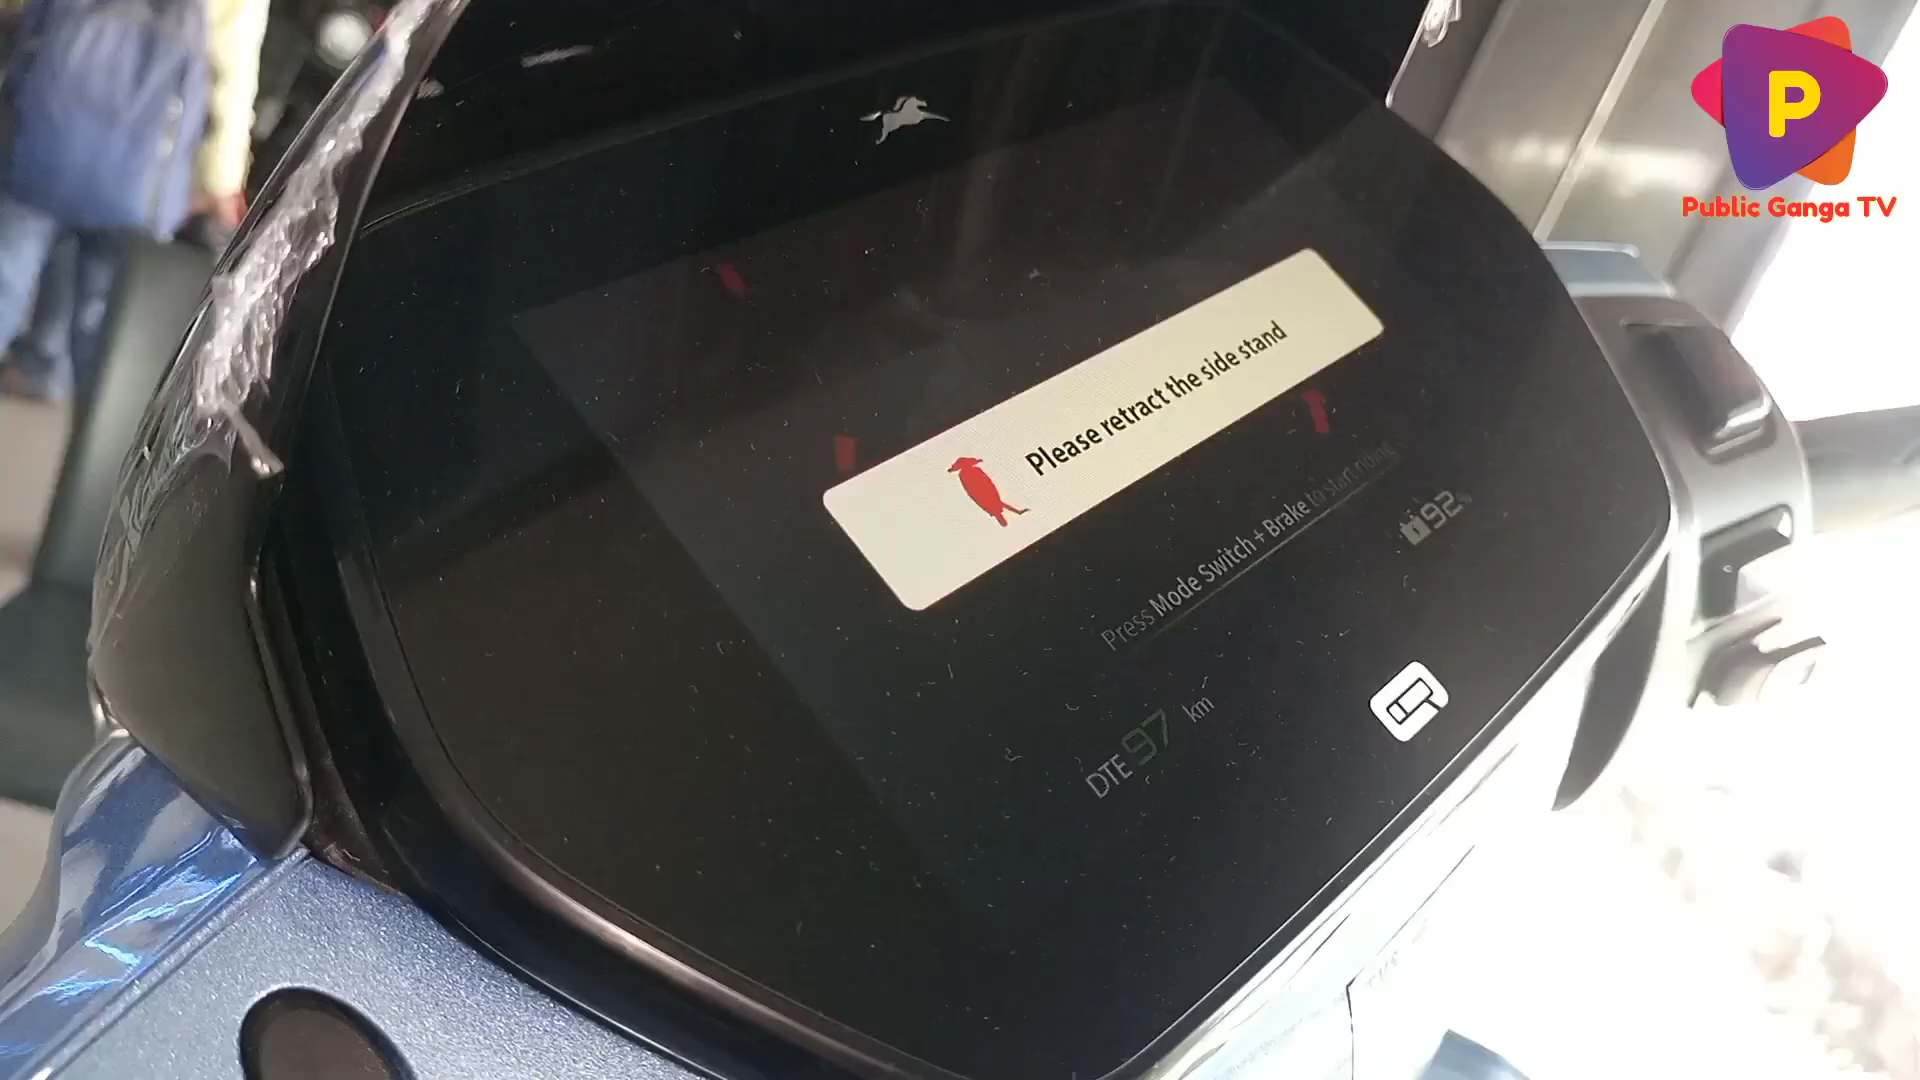 P
Public Ganga TV
Please retract the side stand
Press Mode Switch + Brake to start riding
92%
DTE 97 km